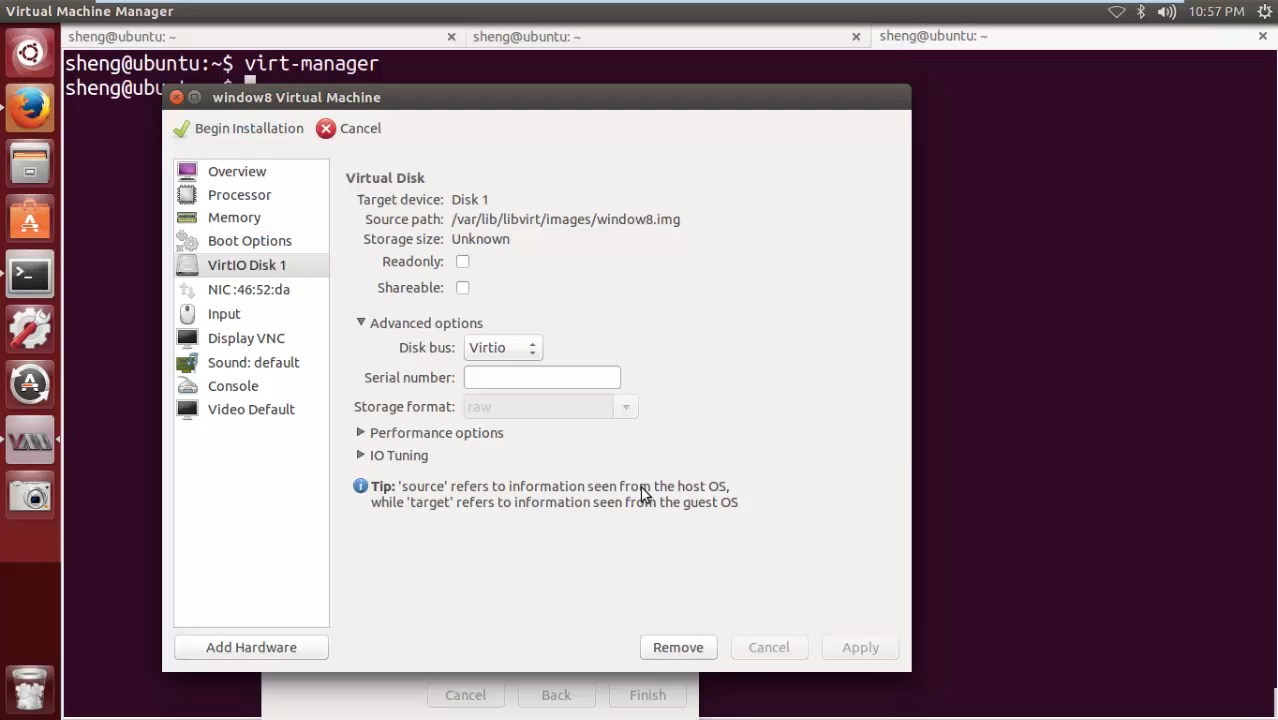 Virtual Machine Manager
10:57 PM
sheng@ubuntu: ~
sheng@ubuntu: ~
sheng@ubuntu: ~
sheng@ubuntu:~$ virt-manager
sheng@ubuntu:~$
window8 Virtual Machine
Begin Installation
Cancel
Overview
Processor
Memory
Boot Options
VirtIO Disk 1
NIC :46:52:da
Input
Display VNC
Sound: default
Console
Video Default
Add Hardware
Virtual Disk
Target device: Disk 1
Source path: /var/lib/libvirt/images/window8.img
Storage size: Unknown
Readonly:
Shareable:
Advanced options
Disk bus: Virtio
Serial number:
Storage format: raw
Performance options
IO Tuning
Tip: 'source' refers to information seen from the host OS,
while 'target' refers to information seen from the guest OS
Remove
Cancel
Apply
Cancel
Back
Finish